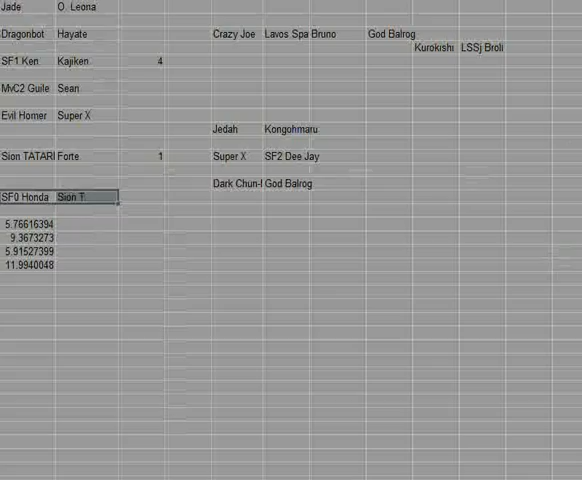 Jade O. Leona
Dragonbot Hayate Crazy Joe Lavos Spa Bruno God Balrog
Kurokishi LSSj Broli
SF1 Ken Kajiken 4
MvC2 Guile Sean
Evil Homer Super X
Jedah Kongohmaru
Sion TATARI Forte 1 Super X SF2 Dee Jay
Dark Chun-l God Balrog
SF0 Honda Sion T
5.76616394
9.3673273
5.91527399
11.9940048